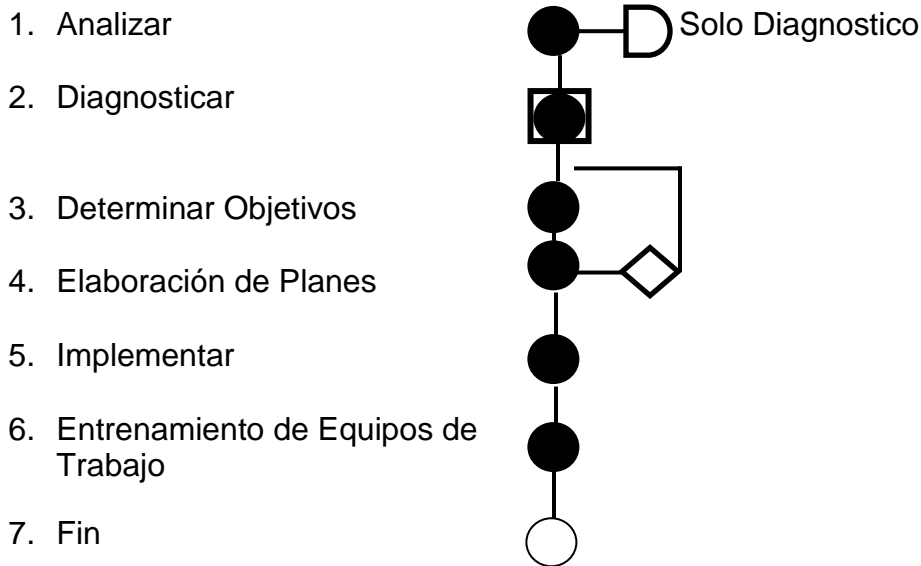 1. Analizar
Solo Diagnostico
2. Diagnosticar
3. Determinar Objetivos
4. Elaboración de Planes
5. Implementar
6. Entrenamiento de Equipos de
Trabajo
7. Fin